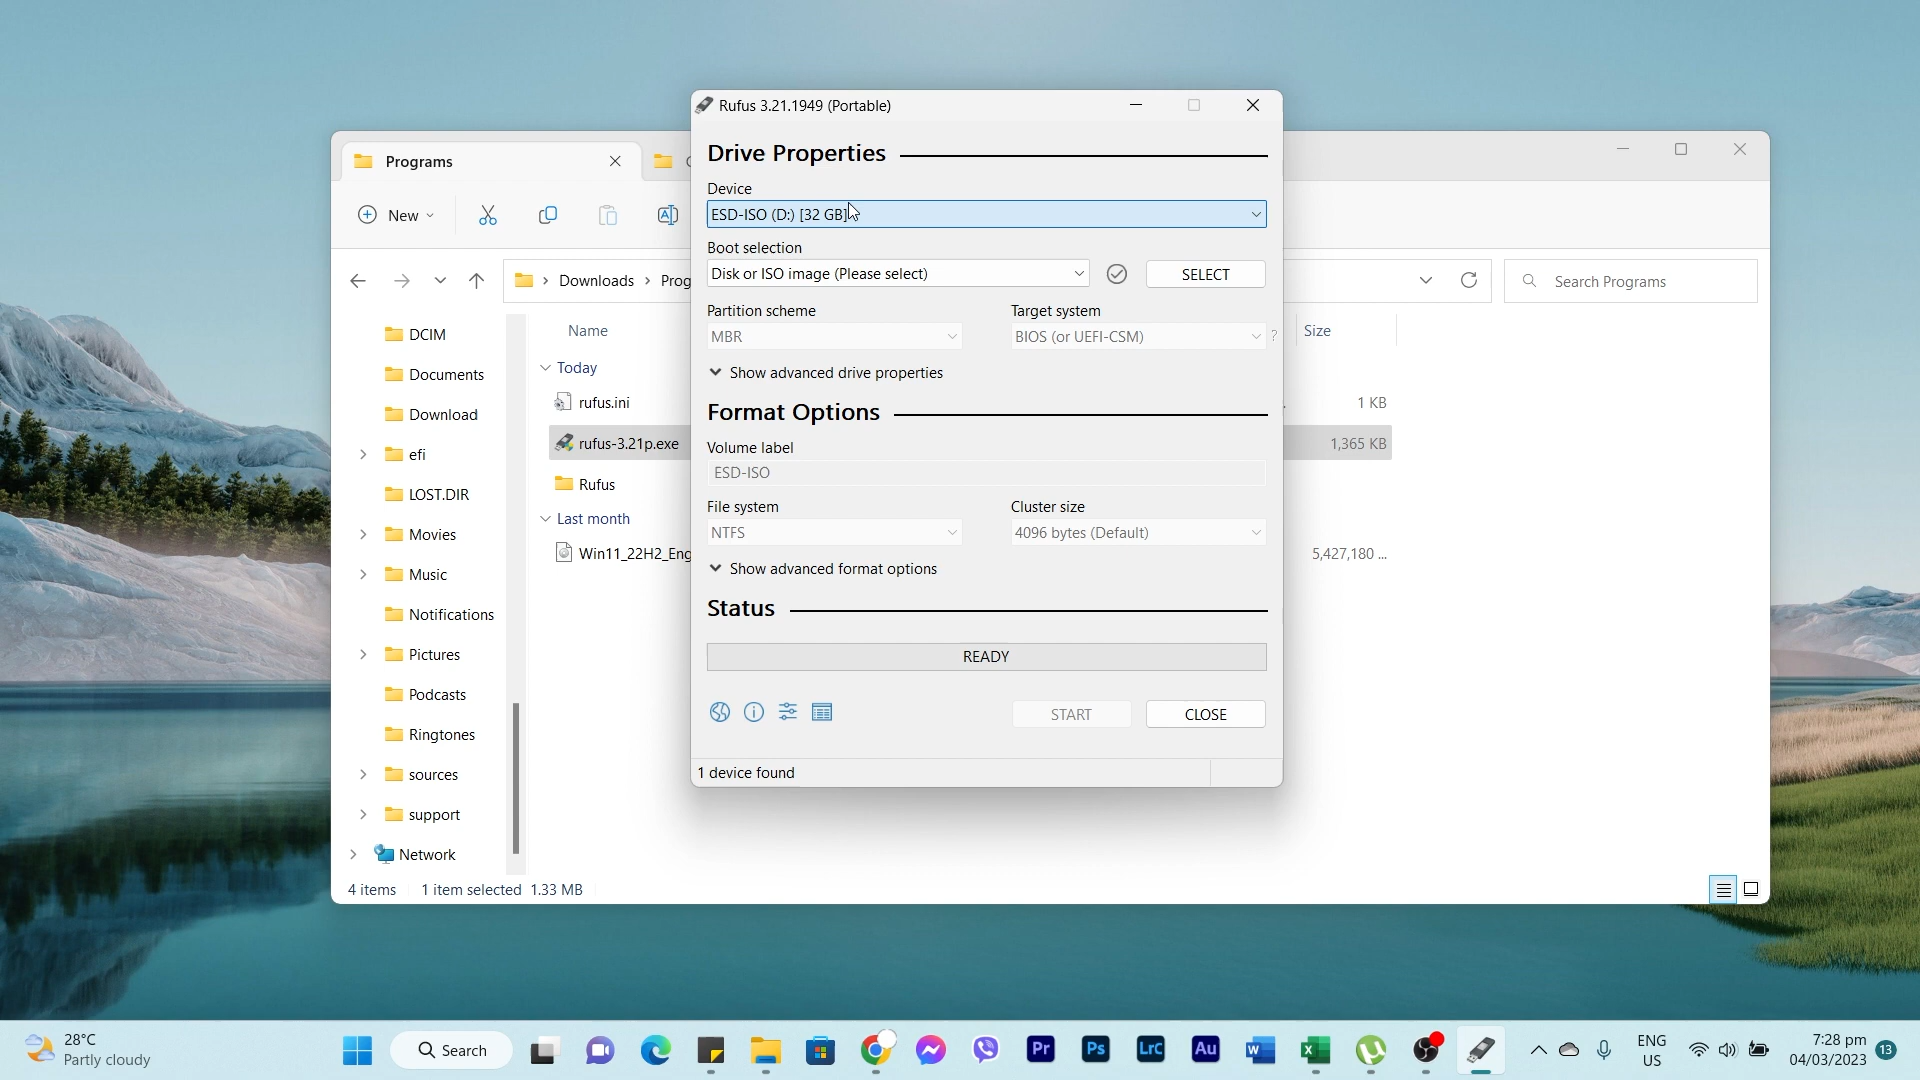 Rufus 3.21.1949 (Portable)
Drive Properties
Device
ESD-ISO (D:) [32 GB]
Boot selection
Disk or ISO image (Please select)
SELECT
Partition scheme
Target system
MBR
BIOS (or UEFI-CSM)
?
Show advanced drive properties
Format Options
Volume label
ESD-ISO
File system
Cluster size
NTFS
4096 bytes (Default)
Show advanced format options
Status
READY
START
CLOSE
1 device found
Programs
New
Downloads
Prog
Search Programs
DCIM
Documents
Download
efi
LOST.DIR
Movies
Music
Notifications
Pictures
Podcasts
Ringtones
sources
support
Network
Name
Size
Today
rufus.ini
1 KB
rufus-3.21p.exe
1,365 KB
Rufus
Last month
Win11_22H2_Eng
5,427,180 ...
4 items
1 item selected 1.33 MB
28°C
Partly cloudy
Search
Pr
Ps
LrC
Au
W
X
ENG
US
7:28 pm
04/03/2023
13